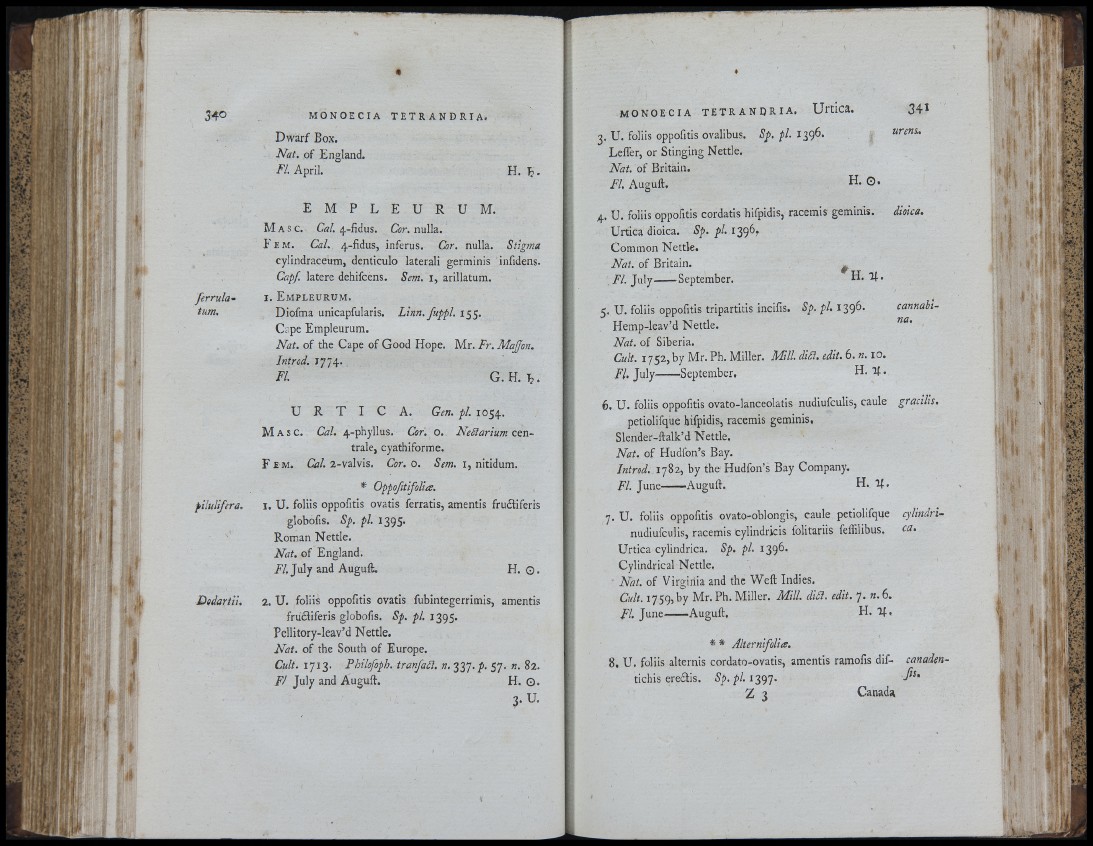 340 MONOECIA TETRANDRIA.
Dwarf Box.
Nat. of England.
Fl. April. H. ♄.
E M P L E U R U M.
MASC. Cal. 4-fidus. Cor. nulla.
FEM. Cal. 4-fidus, inferus. Cor. nulla. Stigma
cylindraceum, denticulo laterali germinis inſidens.
Capſ. latere dehiſcens. Sem. 1, arillatum.
ſerrula- 1. EMPLEURUM.
tum. Dioſma unicapſularis. Linn. ſuppl. 155.
Cape Empleurum.
Nat. of the Cape of Good Hope. Mr. Fr. Maſſon.
Introd. 1774.
Fl. G. H. ♄.
U R T I C A. Gen. pl. 1054.
MASC. Cal. 4-phyllus. Cor. 0. Nectarium cen-
trale, cyathiforme.
FEM. Cal. 2-valvis. Cor. 0. Sem. 1, nitidum.
* Oppoſitifoliæ.
pilulifera. 1. U. foliis oppoſitis ovatis ſerratis, amentis fructiferis
globoſis. Sp. pl. 1395.
Roman Nettle.
Nat. of England.
Fl. July and Auguſt. H. ☉.
Dodartii. 2. U. foliis oppoſitis ovatis ſubintegerrimis, amentis
fructiferis globoſis. Sp. pl. 1395.
Pellitory-leav'd Nettle.
Nat. of the South of Europe.
Cult. 1713. Philoſoph. tranſact. n. 337. p. 57. n. 82.
Fl July and Auguſt. H. ☉.
3. U.
MONOECIA TETRANDRIA. Urtica. 341
3. U. foliis oppoſitis ovalibus. Sp. pl. 1396. urens.
Leſſer, or Stinging Nettle.
Nat. of Britain.
Fl. Auguſt. H. ☉.
4. U. foliis oppoſitis cordatis hiſpidis, racemis geminis. dioica.
Urtica dioica. Sp. pl. 1396.
Common Nettle.
Nat. of Britain.
Fl. July——September. H. ♃.
5. U. foliis oppoſitis tripartitis inciſis. Sp. pl. 1396. cannabi-
Hemp-leav'd Nettle. na.
Nat. of Siberia.
Cult. 1752, by Mr. Ph. Miller. Mill. dict. edit. 6. n. 10.
Fl. July——September. H. ♃.
6. U. foliis oppoſitis ovato-lanceolatis nudiuſculis, caule gracilis.
petioliſque hiſpidis, racemis geminis.
Slender-ſtalk'd Nettle.
Nat. of Hudſon's Bay.
Introd. 1782, by the Hudſon's Bay Company.
Fl. June——Auguſt. H. ♃.
7. U. foliis oppoſitis ovato-oblongis, caule petioliſque cylindri-
nudiuſculis, racemis cylindricis ſolitariis ſeſſilibus. ca.
Urtica cylindrica. Sp. pl. 1396.
Cylindrical Nettle.
Nat. of Virginia and the Weſt Indies.
Cult. 1759, by Mr. Ph. Miller. Mill. dict. edit. 7. n. 6.
Fl. June——Auguſt. H. ♃.
** Alternifoliæ.
8. U. foliis alternis cordato-ovatis, amentis ramoſis diſ- canaden-
tichis erectis. Sp. pl. 1397. ſis.
Z 3 Canada